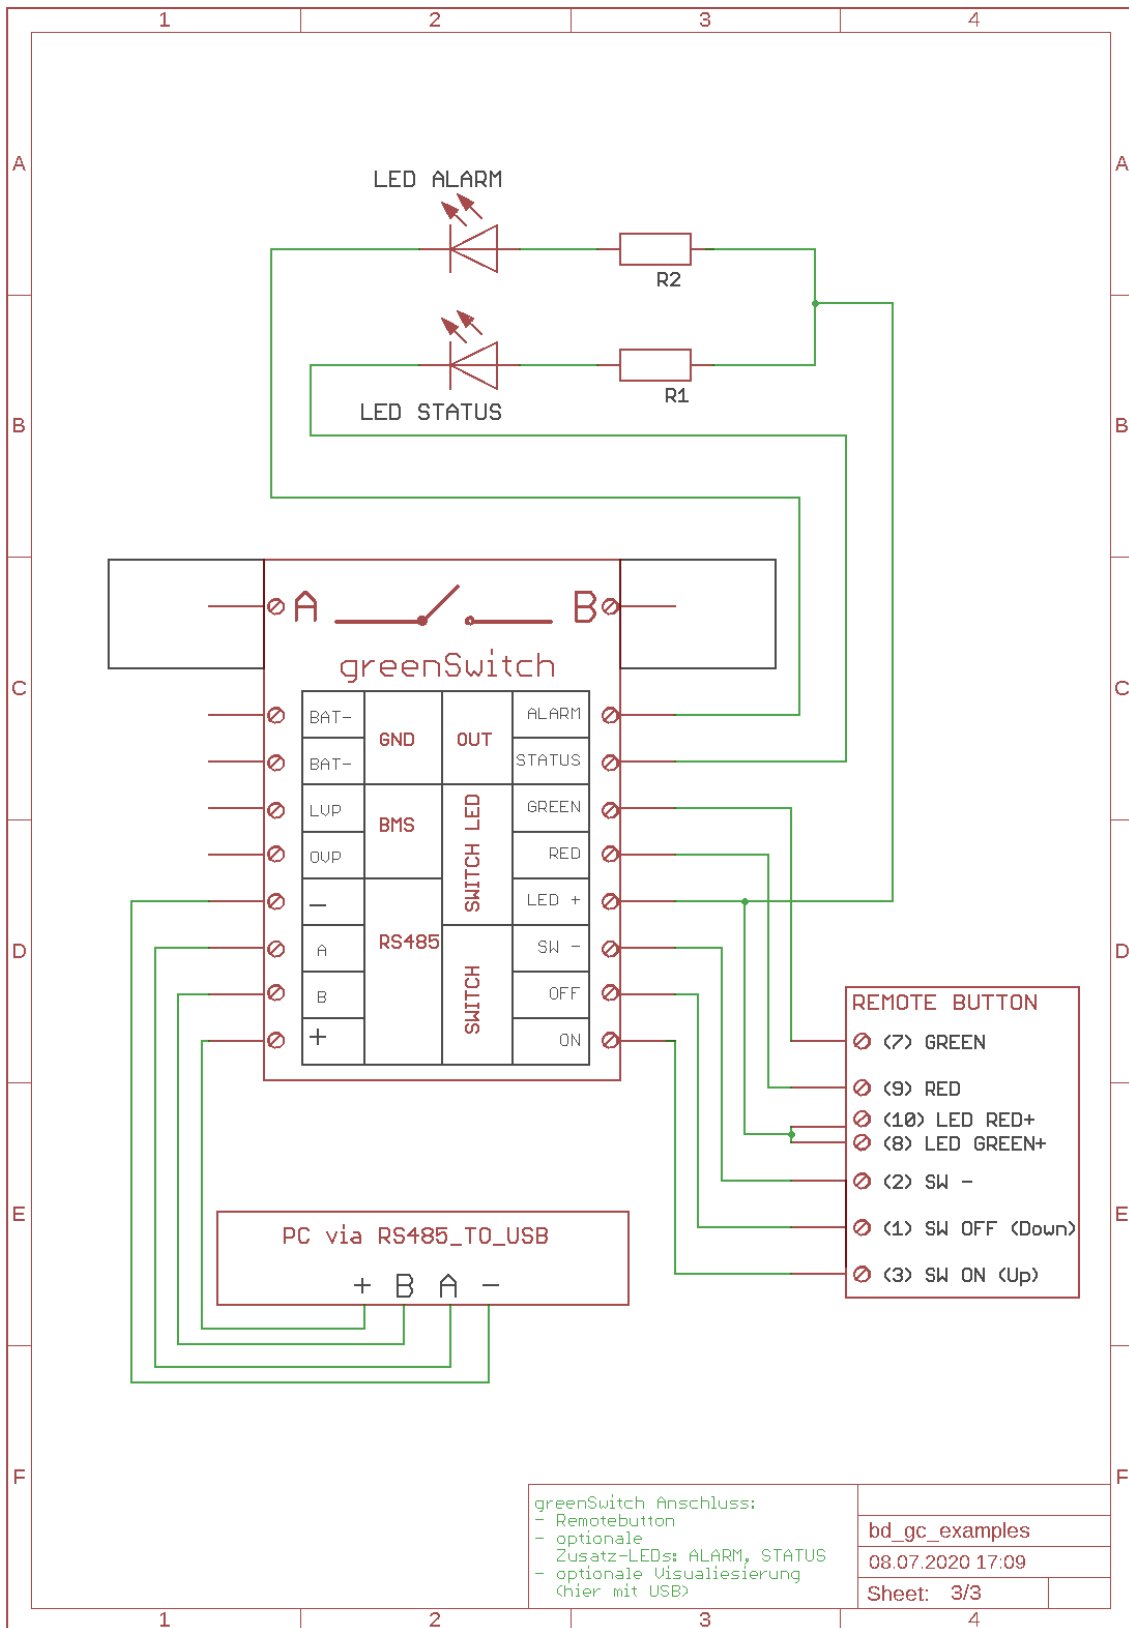 1 2 3 4
A A
LED ALARM
R2
B B
R1
LED STATUS
A B
greenSwitch
C C
BAT- GND OUT ALARM
BAT- STATUS
LVP BMS SWITCH LED GREEN
OVP RED
- RS485 LED +
D D
A SWITCH SW -
B OFF
+ ON
REMOTE BUTTON
(7) GREEN
(9) RED
(10) LED RED+
(8) LED GREEN+
(2) SW -
E E
(1) SW OFF (Down)
(3) SW ON (Up)
PC via RS485_TO_USB
+ B A -
F F
greenSwitch Anschluss:
- Remotebutton
- optionale
Zusatz-LEDs: ALARM, STATUS
- optionale Visualiesierung
(hier mit USB)
bd_gc_examples
08.07.2020 17:09
Sheet: 3/3
1 2 3 4